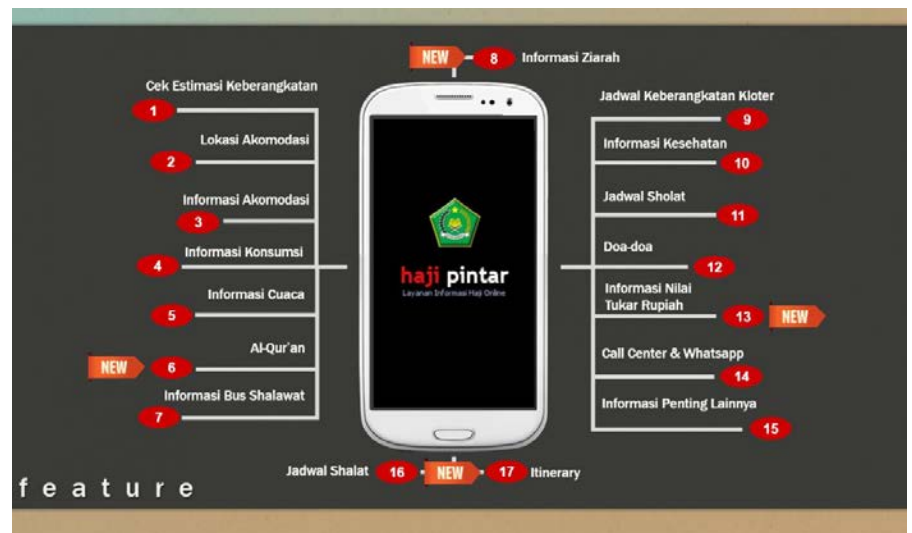 NEW 8 Informasi Ziarah
Cek Estimasi Keberangkatan
1
Lokasi Akomodasi
2
Informasi Akomodasi
3
Informasi Konsumsi
4
Informasi Cuaca
5
Al-Qur'an
NEW 6
Informasi Bus Shalawat
7
haji pintar
Layanan Informasi Haji Online
Jadwal Keberangkatan Kloter
9
Informasi Kesehatan
10
Jadwal Sholat
11
Doa-doa
12
Informasi Nilai
Tukar Rupiah
13 NEW
Call Center & Whatsapp
14
Informasi Penting Lainnya
15
Jadwal Shalat 16 NEW 17 Itinerary
feature